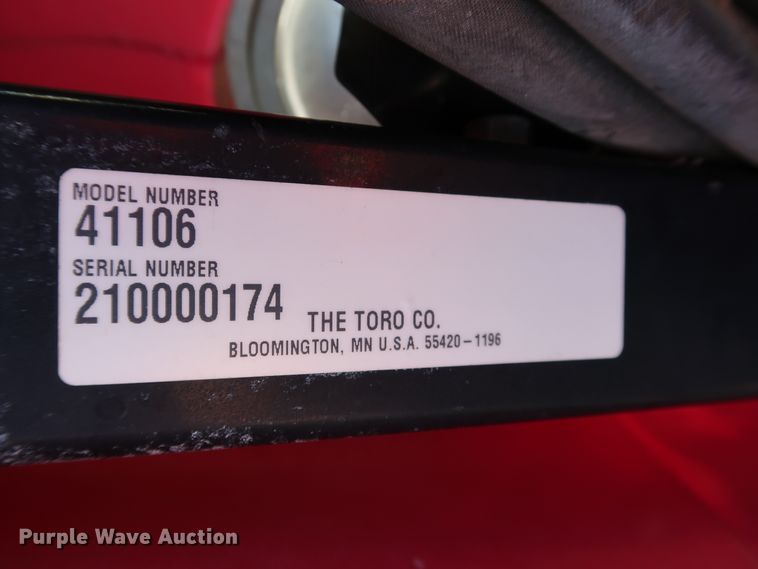 MODEL NUMBER
41106
SERIAL NUMBER
210000174
THE TORO CO.
BLOOMINGTON, MN U.S.A. 55420-1196
Purple Wave Auction